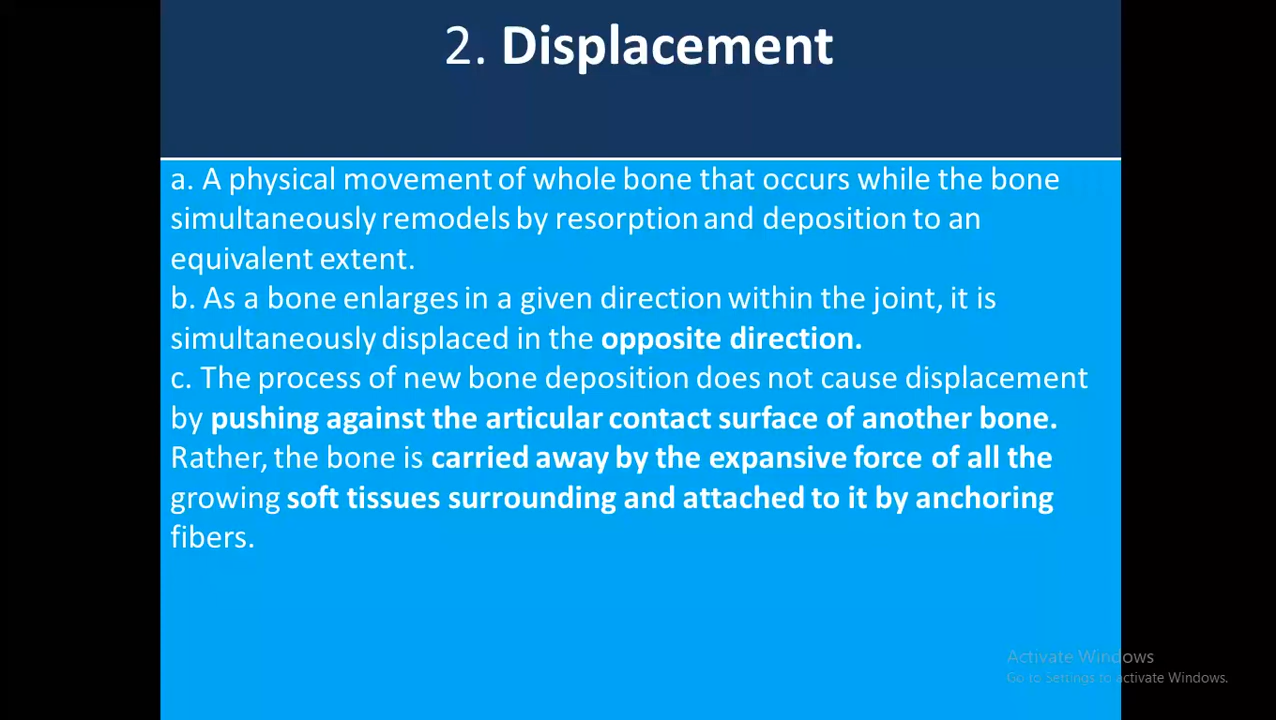 2. Displacement
a. A physical movement of whole bone that occurs while the bone
simultaneously remodels by resorption and deposition to an
equivalent extent.
b. As a bone enlarges in a given direction within the joint, it is
simultaneously displaced in the opposite direction.
c. The process of new bone deposition does not cause displacement
by pushing against the articular contact surface of another bone.
Rather, the bone is carried away by the expansive force of all the
growing soft tissues surrounding and attached to it by anchoring
fibers.
Activate Windows
Go to Settings to activate Windows.